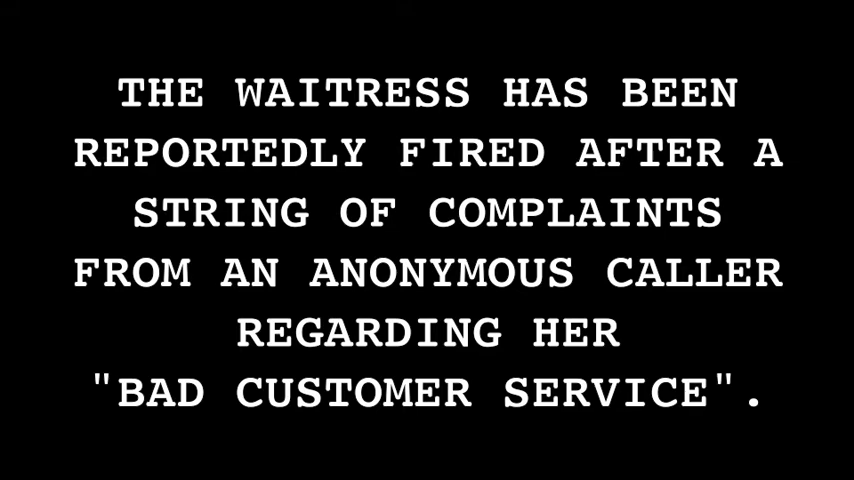 THE WAITRESS HAS BEEN
REPORTEDLY FIRED AFTER A
STRING OF COMPLAINTS
FROM AN ANONYMOUS CALLER
REGARDING HER
"BAD CUSTOMER SERVICE".